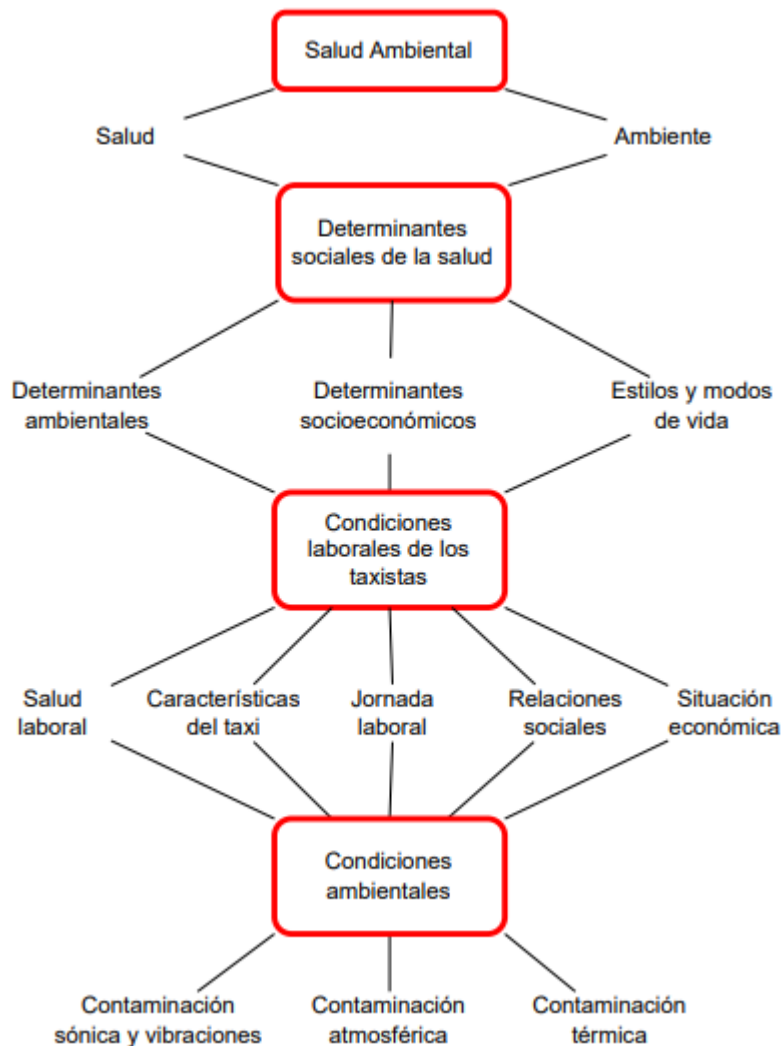 Salud Ambiental
Salud
Ambiente
Determinantes
sociales de la salud
Determinantes
ambientales
Determinantes
socioeconómicos
Estilos y modos
de vida
Condiciones
laborales de los
taxistas
Salud
laboral
Características
del taxi
Jornada
laboral
Relaciones
sociales
Situación
económica
Condiciones
ambientales
Contaminación
sónica y vibraciones
Contaminación
atmosférica
Contaminación
térmica